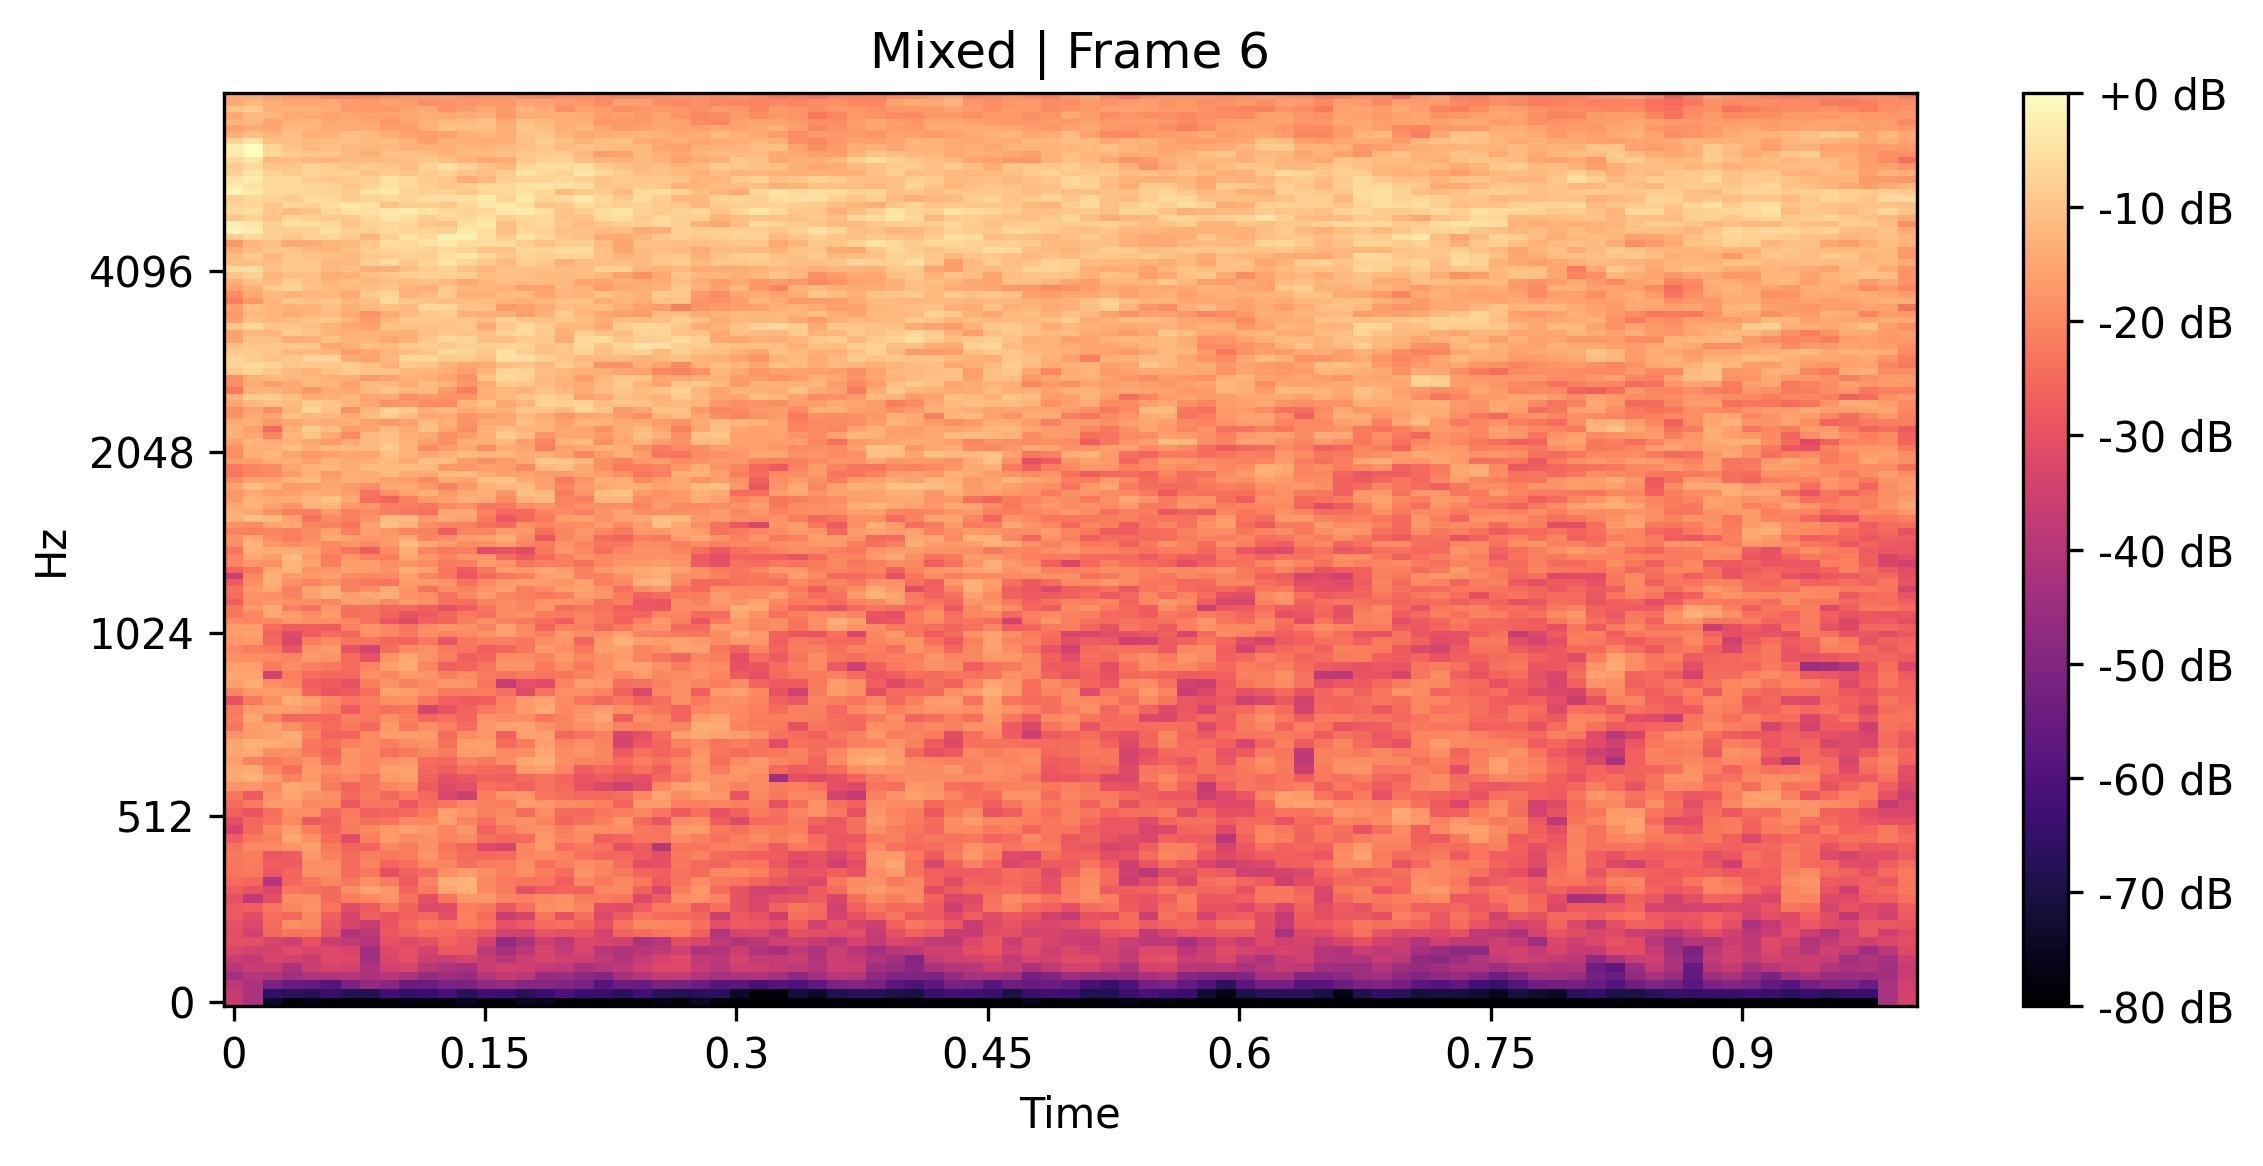 Mixed | Frame 6
Hz
4096
2048
1024
512
0
0 0.15 0.3 0.45 0.6 0.75 0.9
Time
+0 dB
-10 dB
-20 dB
-30 dB
-40 dB
-50 dB
-60 dB
-70 dB
-80 dB